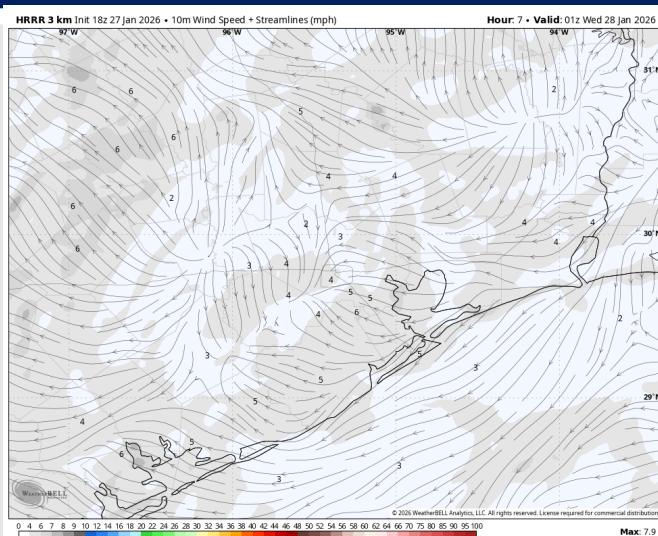 HRRR 3 km Init 18z 27 Jan 2026 • 10m Wind Speed + Streamlines (mph) Hour: 7 • Valid: 01z Wed 28 Jan 2026
97°W 96°W 95°W 94°W
31°N
6 6 2
5
6
6
4 4
2
6
2 4 4
3 4 30°N
6
3 4
4
5
4 5
4 6 2
3 5
3
5
5 29°N
4
5
6
3 3
WEATHERBELL
© 2026 WeatherBELL Analytics, LLC. All rights reserved. License required for commercial distribution
0 4 6 7 8 9 10 12 14 16 18 20 22 24 26 28 30 32 34 36 38 40 42 44 46 48 50 52 54 56 58 60 62 64 66 70 75 80 85 90 95 100
Max: 7.9